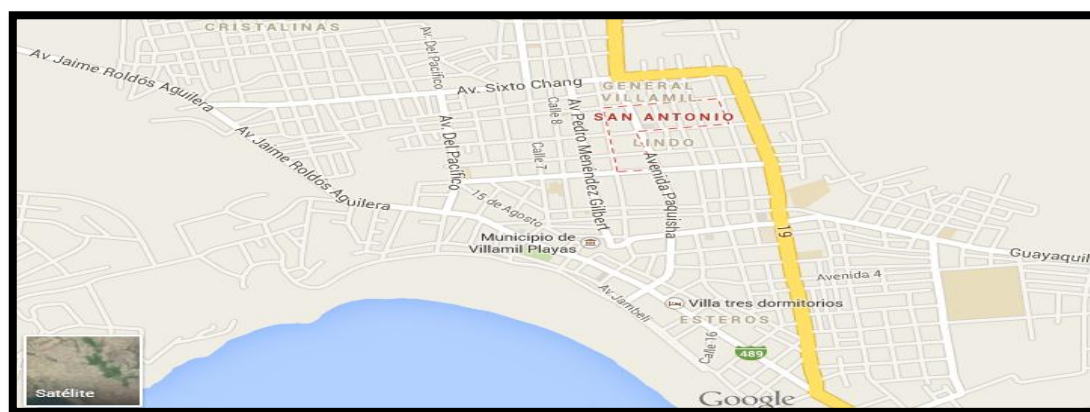 CRISTALINAS
Av Jaime Roldós Aguilera
Av. Del Pacífico
Av. Sixto Chang
GENERAL
VILLAMIL
SAN ANTONIO
LINDO
Calle 8
Av Pedro Menéndez Gilbert
Av Jaime Roldós Aguilera
Av. Del Pacífico
Calle 7
Avenida Paquisha
15 de Agosto
Municipio de
Villamil Playas
19
Guayaquil
Avenida 4
Av Jambelí
Villa tres dormitorios
ESTEROS
Calle 16
489
Satélite
Google